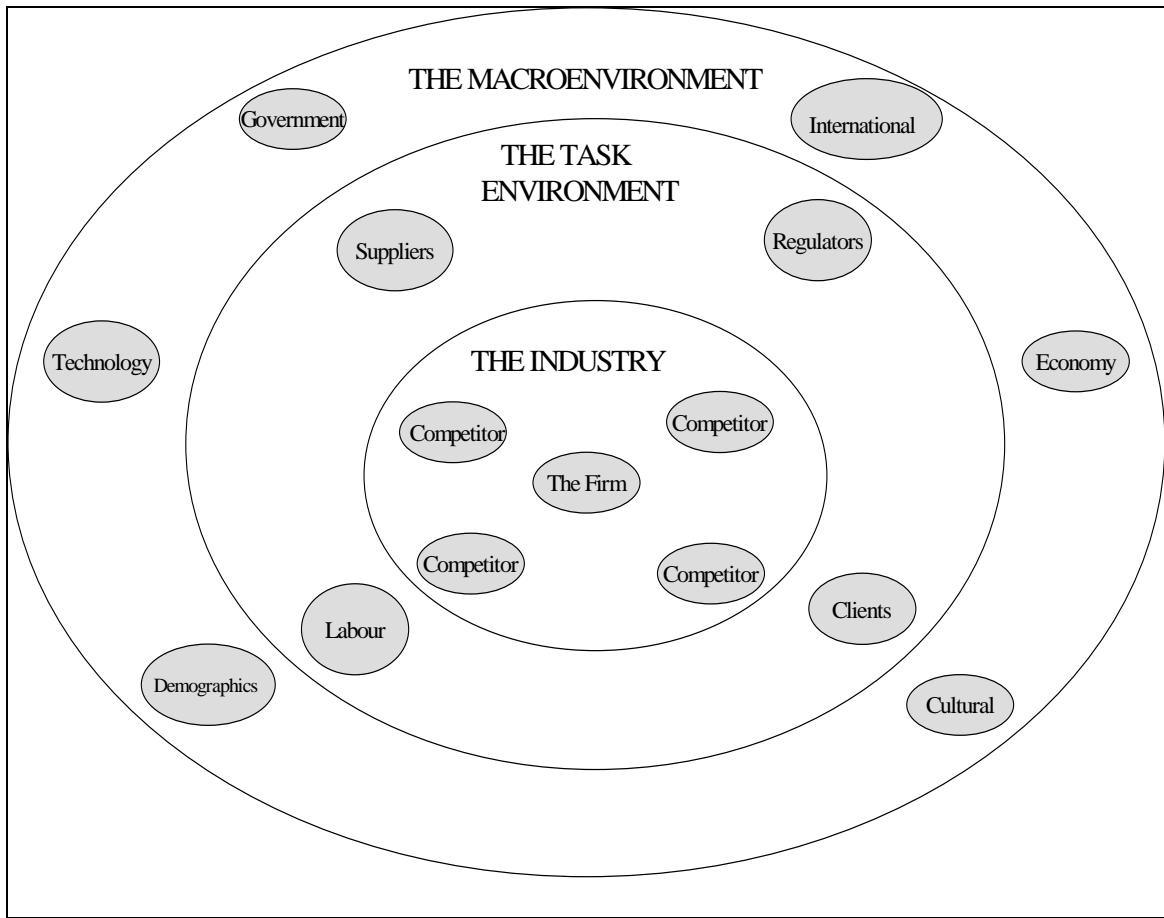 THE MACROENVIRONMENT
Government
International
THE TASK
ENVIRONMENT
Suppliers
Regulators
Technology
THE INDUSTRY
Economy
Competitor
Competitor
The Firm
Competitor
Competitor
Labour
Clients
Demographics
Cultural